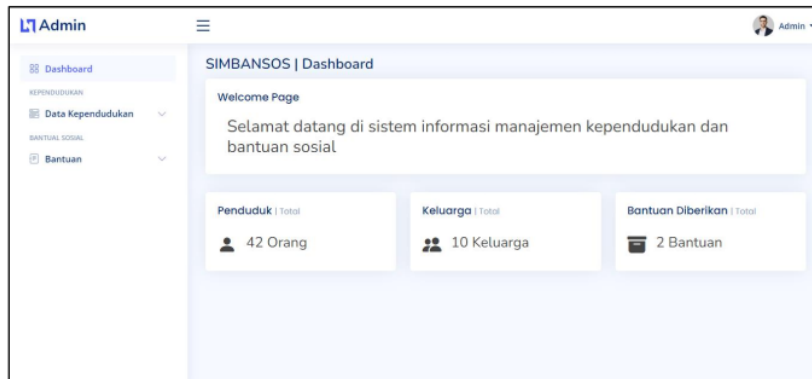 Admin
Admin
Dashboard
KEPENDUDUKAN
Data Kependudukan
BANTUAL SOSIAL
Bantuan
SIMBANSOS | Dashboard
Welcome Page
Selamat datang di sistem informasi manajemen kependudukan dan
bantuan sosial
Penduduk | Total
42 Orang
Keluarga | Total
10 Keluarga
Bantuan Diberikan | Total
2 Bantuan